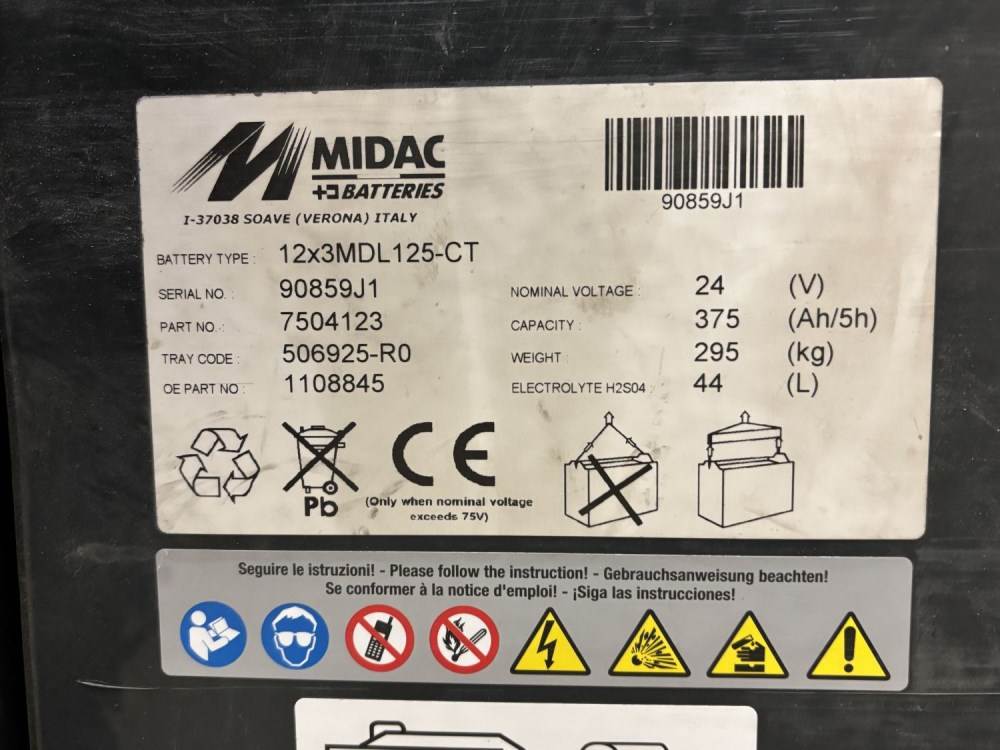 MIDAC
BATTERIES
I-37038 SOAVE (VERONA) ITALY
90859J1
BATTERY TYPE : 12x3MDL125-CT
SERIAL NO. : 90859J1
PART NO. : 7504123
TRAY CODE : 506925-R0
OE PART NO : 1108845
NOMINAL VOLTAGE : 24 (V)
CAPACITY : 375 (Ah/5h)
WEIGHT : 295 (kg)
ELECTROLYTE H2S04 : 44 (L)
Pb
CE
(Only when nominal voltage
exceeds 75V)
Seguire le istruzioni! - Please follow the instruction! - Gebrauchsanweisung beachten!
Se conformer à la notice d'emploi! - ¡Siga las instrucciones!